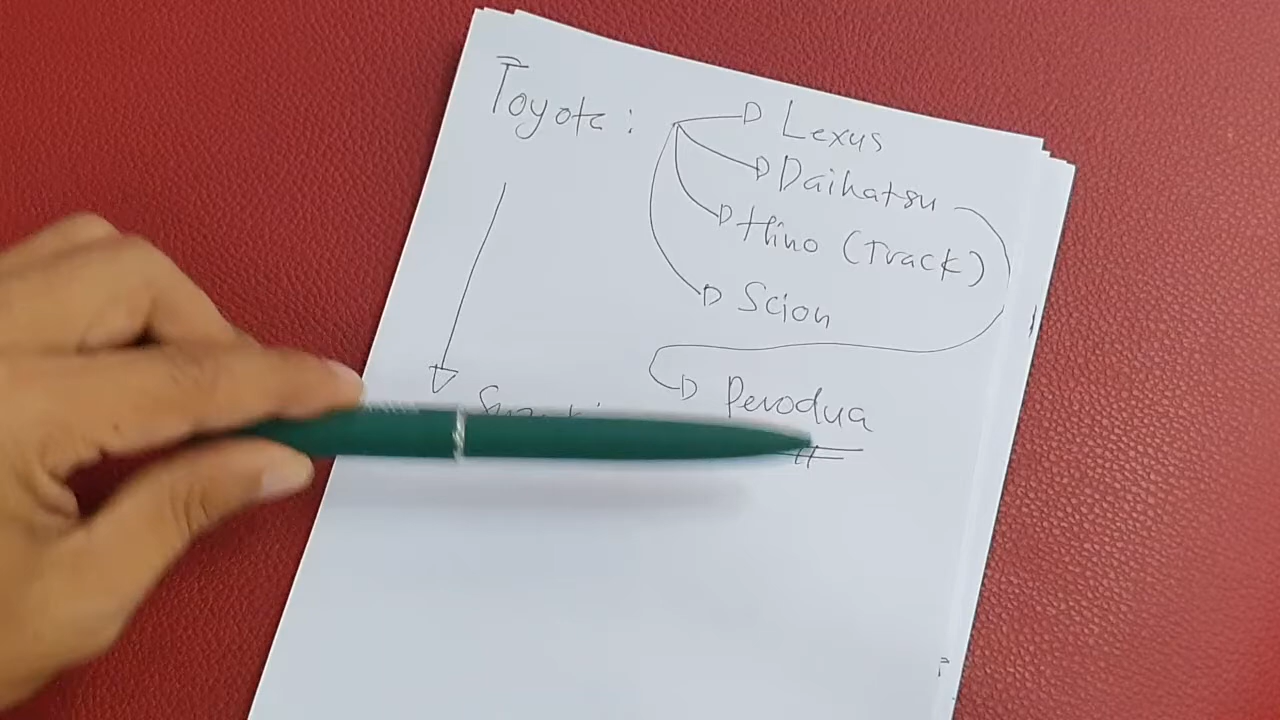 Toyota:
Lexus
Daihatsu
Hino (Track)
Scion
Perodua